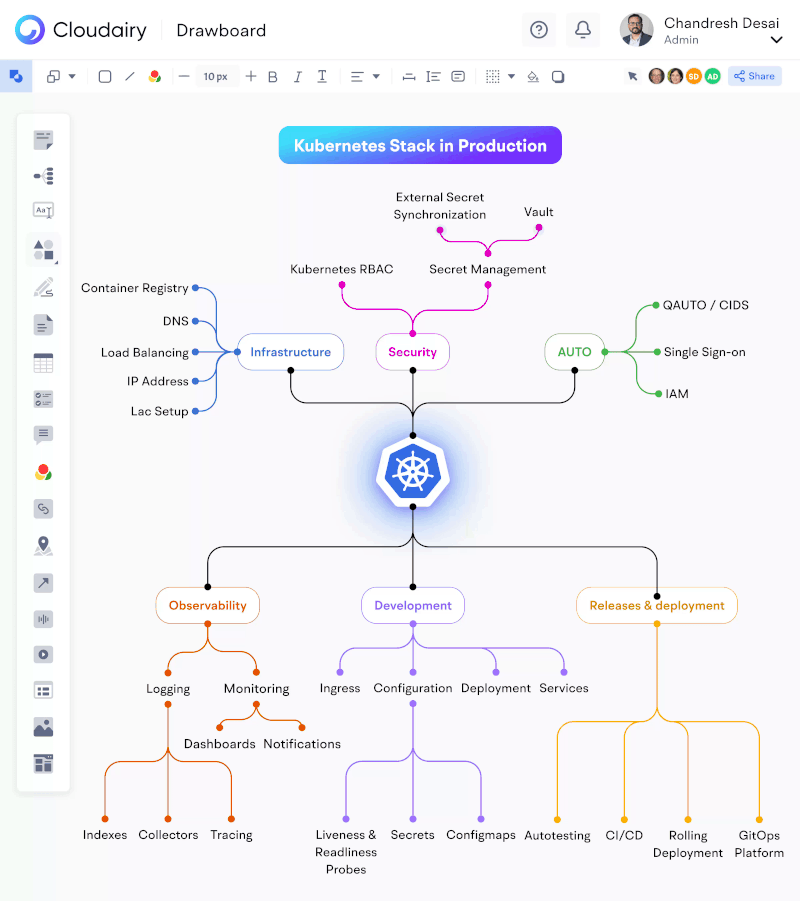 Cloudairy
Drawboard
Chandresh Desai
Admin
10 px
B
I
T
SD
AD
Share
Aa
Kubernetes Stack in Production
External Secret
Synchronization
Vault
Kubernetes RBAC
Secret Management
Container Registry
DNS
Load Balancing
IP Address
Lac Setup
Infrastructure
Security
AUTO
QAUTO / CIDS
Single Sign-on
IAM
Observability
Development
Releases & deployment
Logging
Monitoring
Ingress
Configuration
Deployment
Services
Dashboards
Notifications
Indexes
Collectors
Tracing
Liveness &
Readliness
Probes
Secrets
Configmaps
Autotesting
CI/CD
Rolling
Deployment
GitOps
Platform